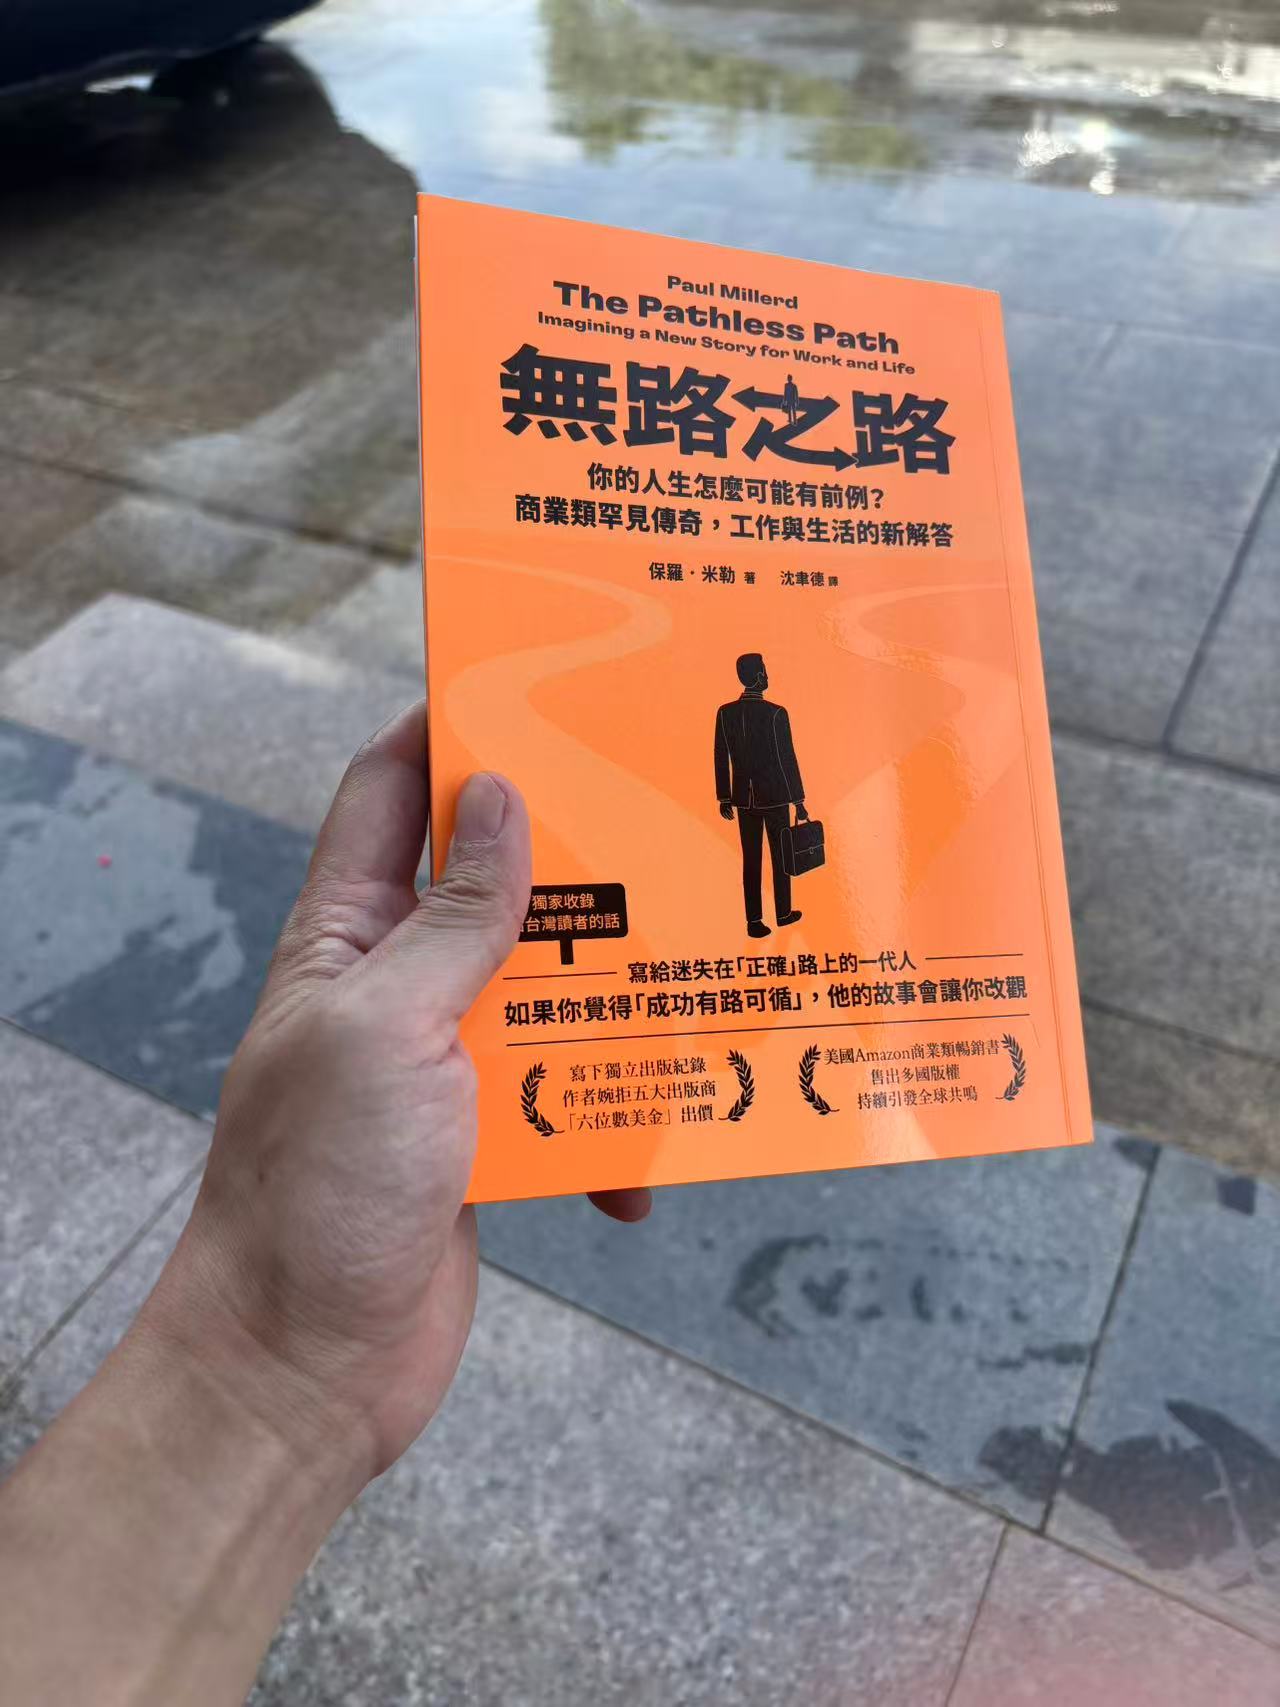 Paul Millerd
The Pathless Path
Imagining a New Story for Work and Life
無路之路
你的人生怎麼可能有前例？
商業類罕見傳奇，工作與生活的新解答
保羅．米勒 著 沈聿德 譯
獨家收錄
台灣讀者的話
寫給迷失在「正確」路上的一代人
如果你覺得「成功有路可循」，他的故事會讓你改觀
寫下獨立出版紀錄
作者婉拒五大出版商
「六位數美金」出價
美國Amazon商業類暢銷書
售出多國版權
持續引發全球共鳴